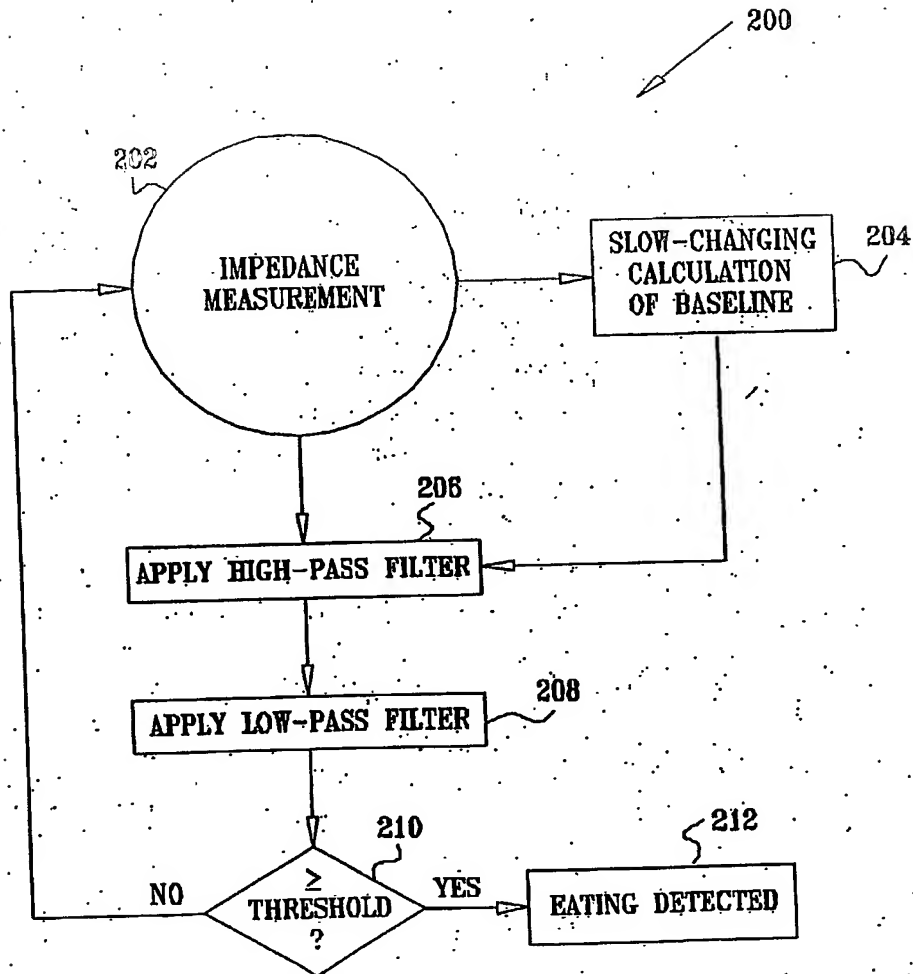 200
202
IMPEDANCE
MEASUREMENT
SLOW-CHANGING
CALCULATION
OF BASELINE
204
206
APPLY HIGH-PASS FILTER
APPLY LOW-PASS FILTER
208
210
≥
THRESHOLD
?
NO
YES
212
EATING DETECTED